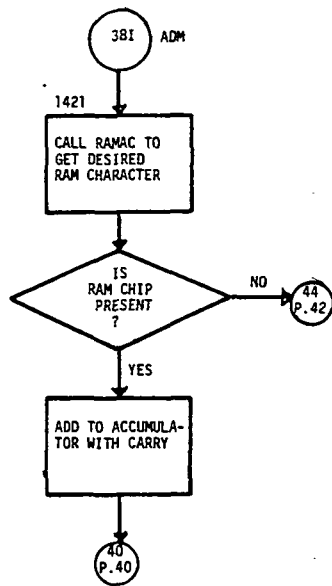 38I ADM
1421
CALL RAMAC TO
GET DESIRED
RAM CHARACTER
IS
RAM CHIP
PRESENT
?
NO
44
P.42
YES
ADD TO ACCUMULA-
TOR WITH CARRY
40
P.40